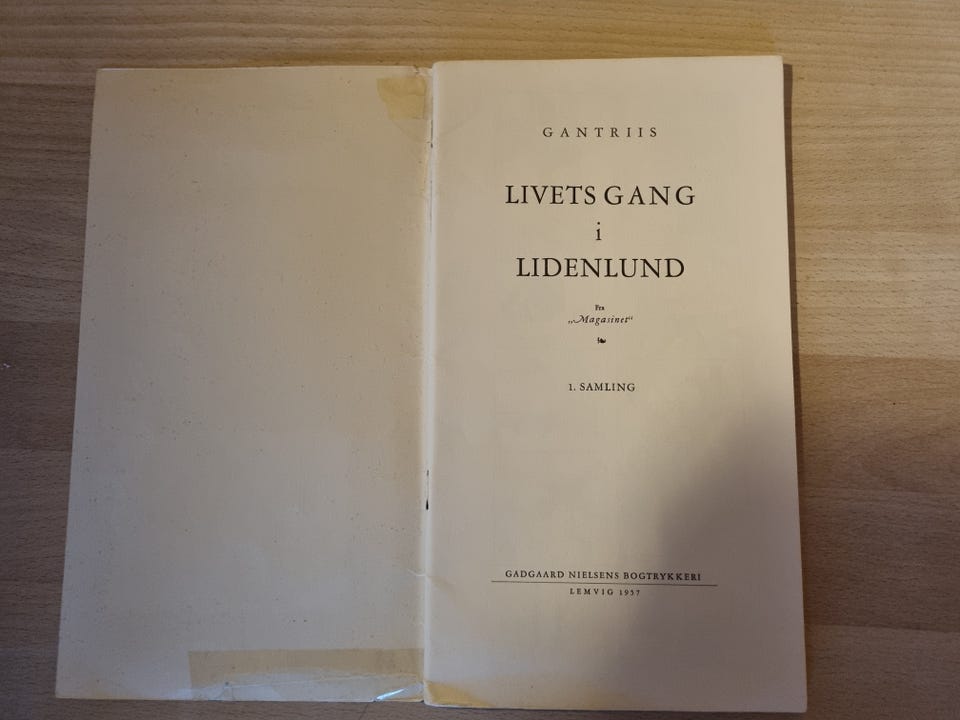 GANTRIIS
LIVETS GANG
i
LIDENLUND
Fra
„Magasinet“
1. SAMLING
GADGAARD NIELSENS BOGTRYKKERI
LEMVIG 1957